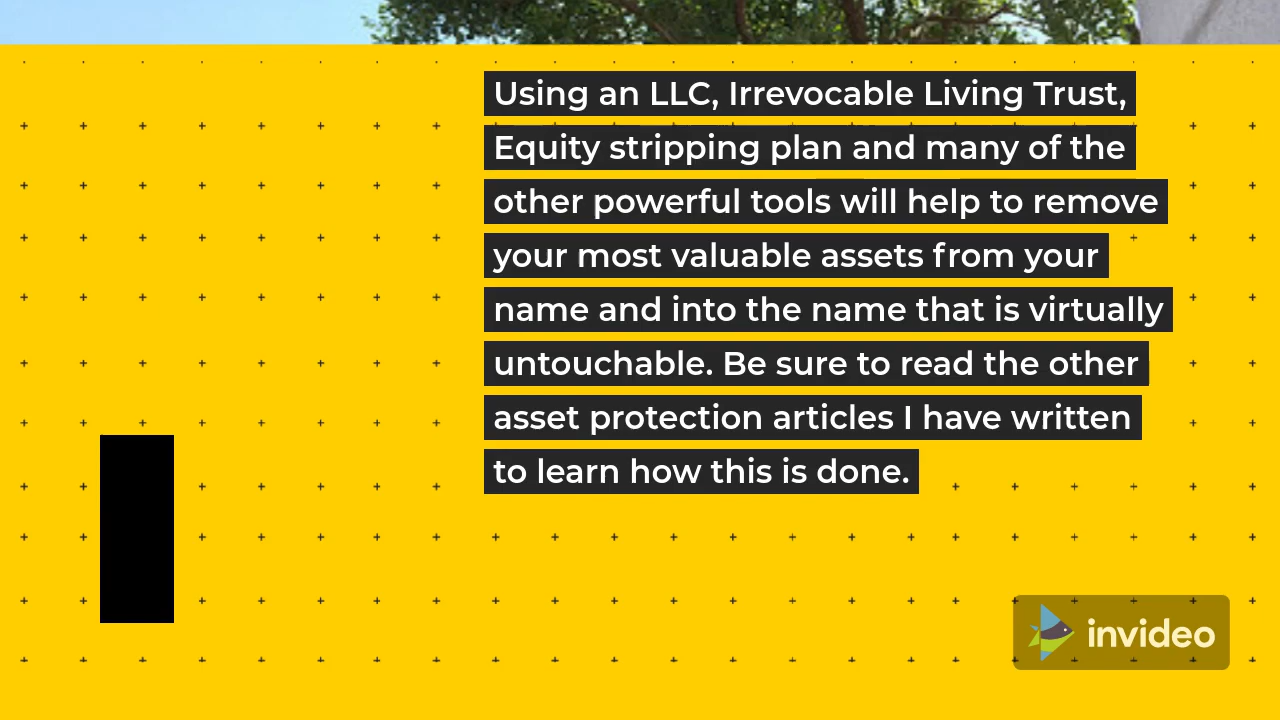 Using an LLC, Irrevocable Living Trust,
Equity stripping plan and many of the
other powerful tools will help to remove
your most valuable assets from your
name and into the name that is virtually
untouchable. Be sure to read the other
asset protection articles I have written
to learn how this is done.
invideo